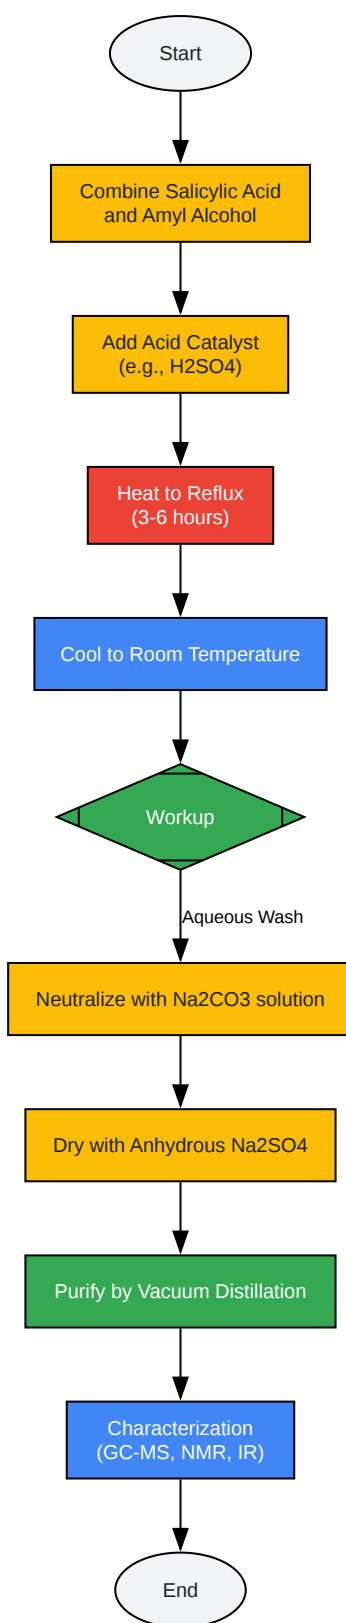 Start
Combine Salicylic Acid
and Amyl Alcohol
Add Acid Catalyst
(e.g., H2SO4)
Heat to Reflux
(3-6 hours)
Cool to Room Temperature
Workup
Aqueous Wash
Neutralize with Na2CO3 solution
Dry with Anhydrous Na2SO4
Purify by Vacuum Distillation
Characterization
(GC-MS, NMR, IR)
End